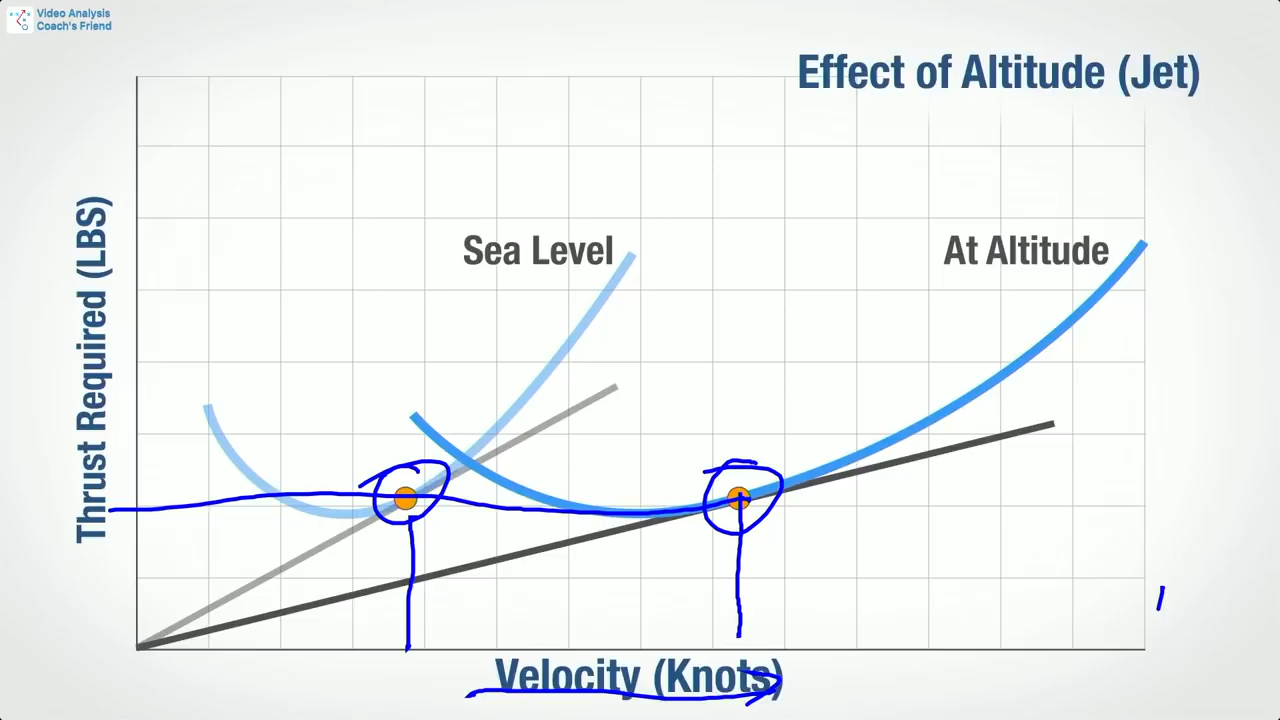 Video Analysis
Coach's Friend
Effect of Altitude (Jet)
Thrust Required (LBS)
Sea Level
At Altitude
Velocity (Knots)